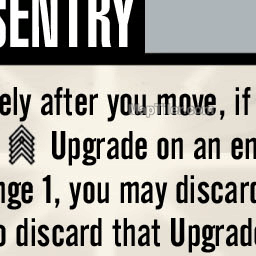 SENTRY
ely after you move, if
Upgrade on an en
nge 1, you may discard
o discard that Upgrade